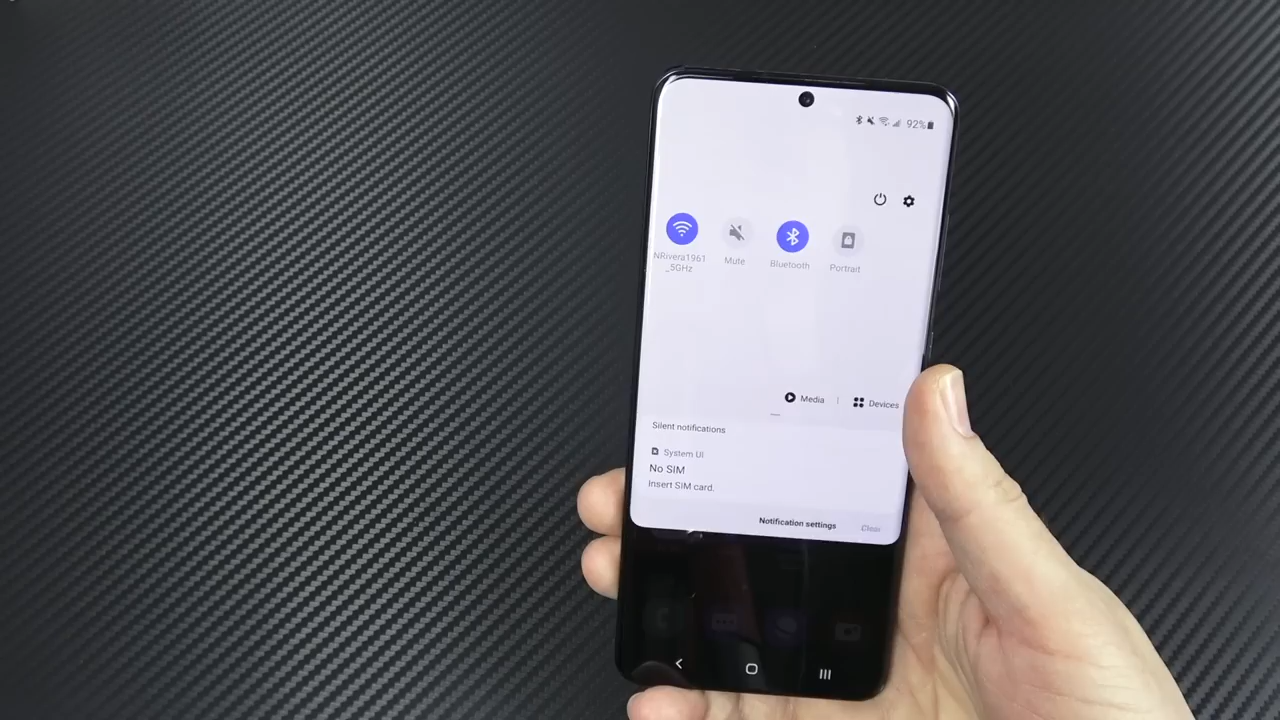 92%
NRivera1961
_5GHz
Mute
Bluetooth
Portrait
Media
Devices
Silent notifications
System UI
No SIM
Insert SIM card.
Notification settings
Clear